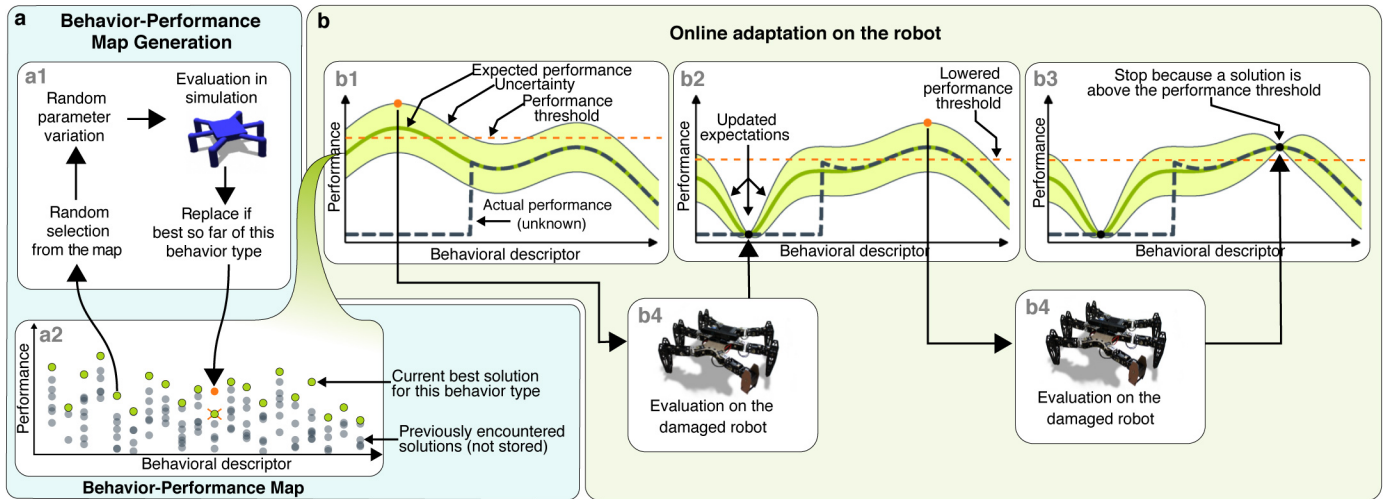 a
Behavior-Performance
Map Generation
a1
Random
parameter
variation
Evaluation in
simulation
Random
selection
from the map
Replace if
best so far of this
behavior type
a2
Performance
Behavioral descriptor
Current best solution
for this behavior type
Previously encountered
solutions (not stored)
Behavior-Performance Map
b
Online adaptation on the robot
b1
Expected performance
Uncertainty
Performance
threshold
Actual performance
(unknown)
Performance
Behavioral descriptor
b2
Updated
expectations
Lowered
performance
threshold
Performance
Behavioral descriptor
b3
Stop because a solution is
above the performance threshold
Performance
Behavioral descriptor
b4
Evaluation on the
damaged robot
b4
Evaluation on the
damaged robot